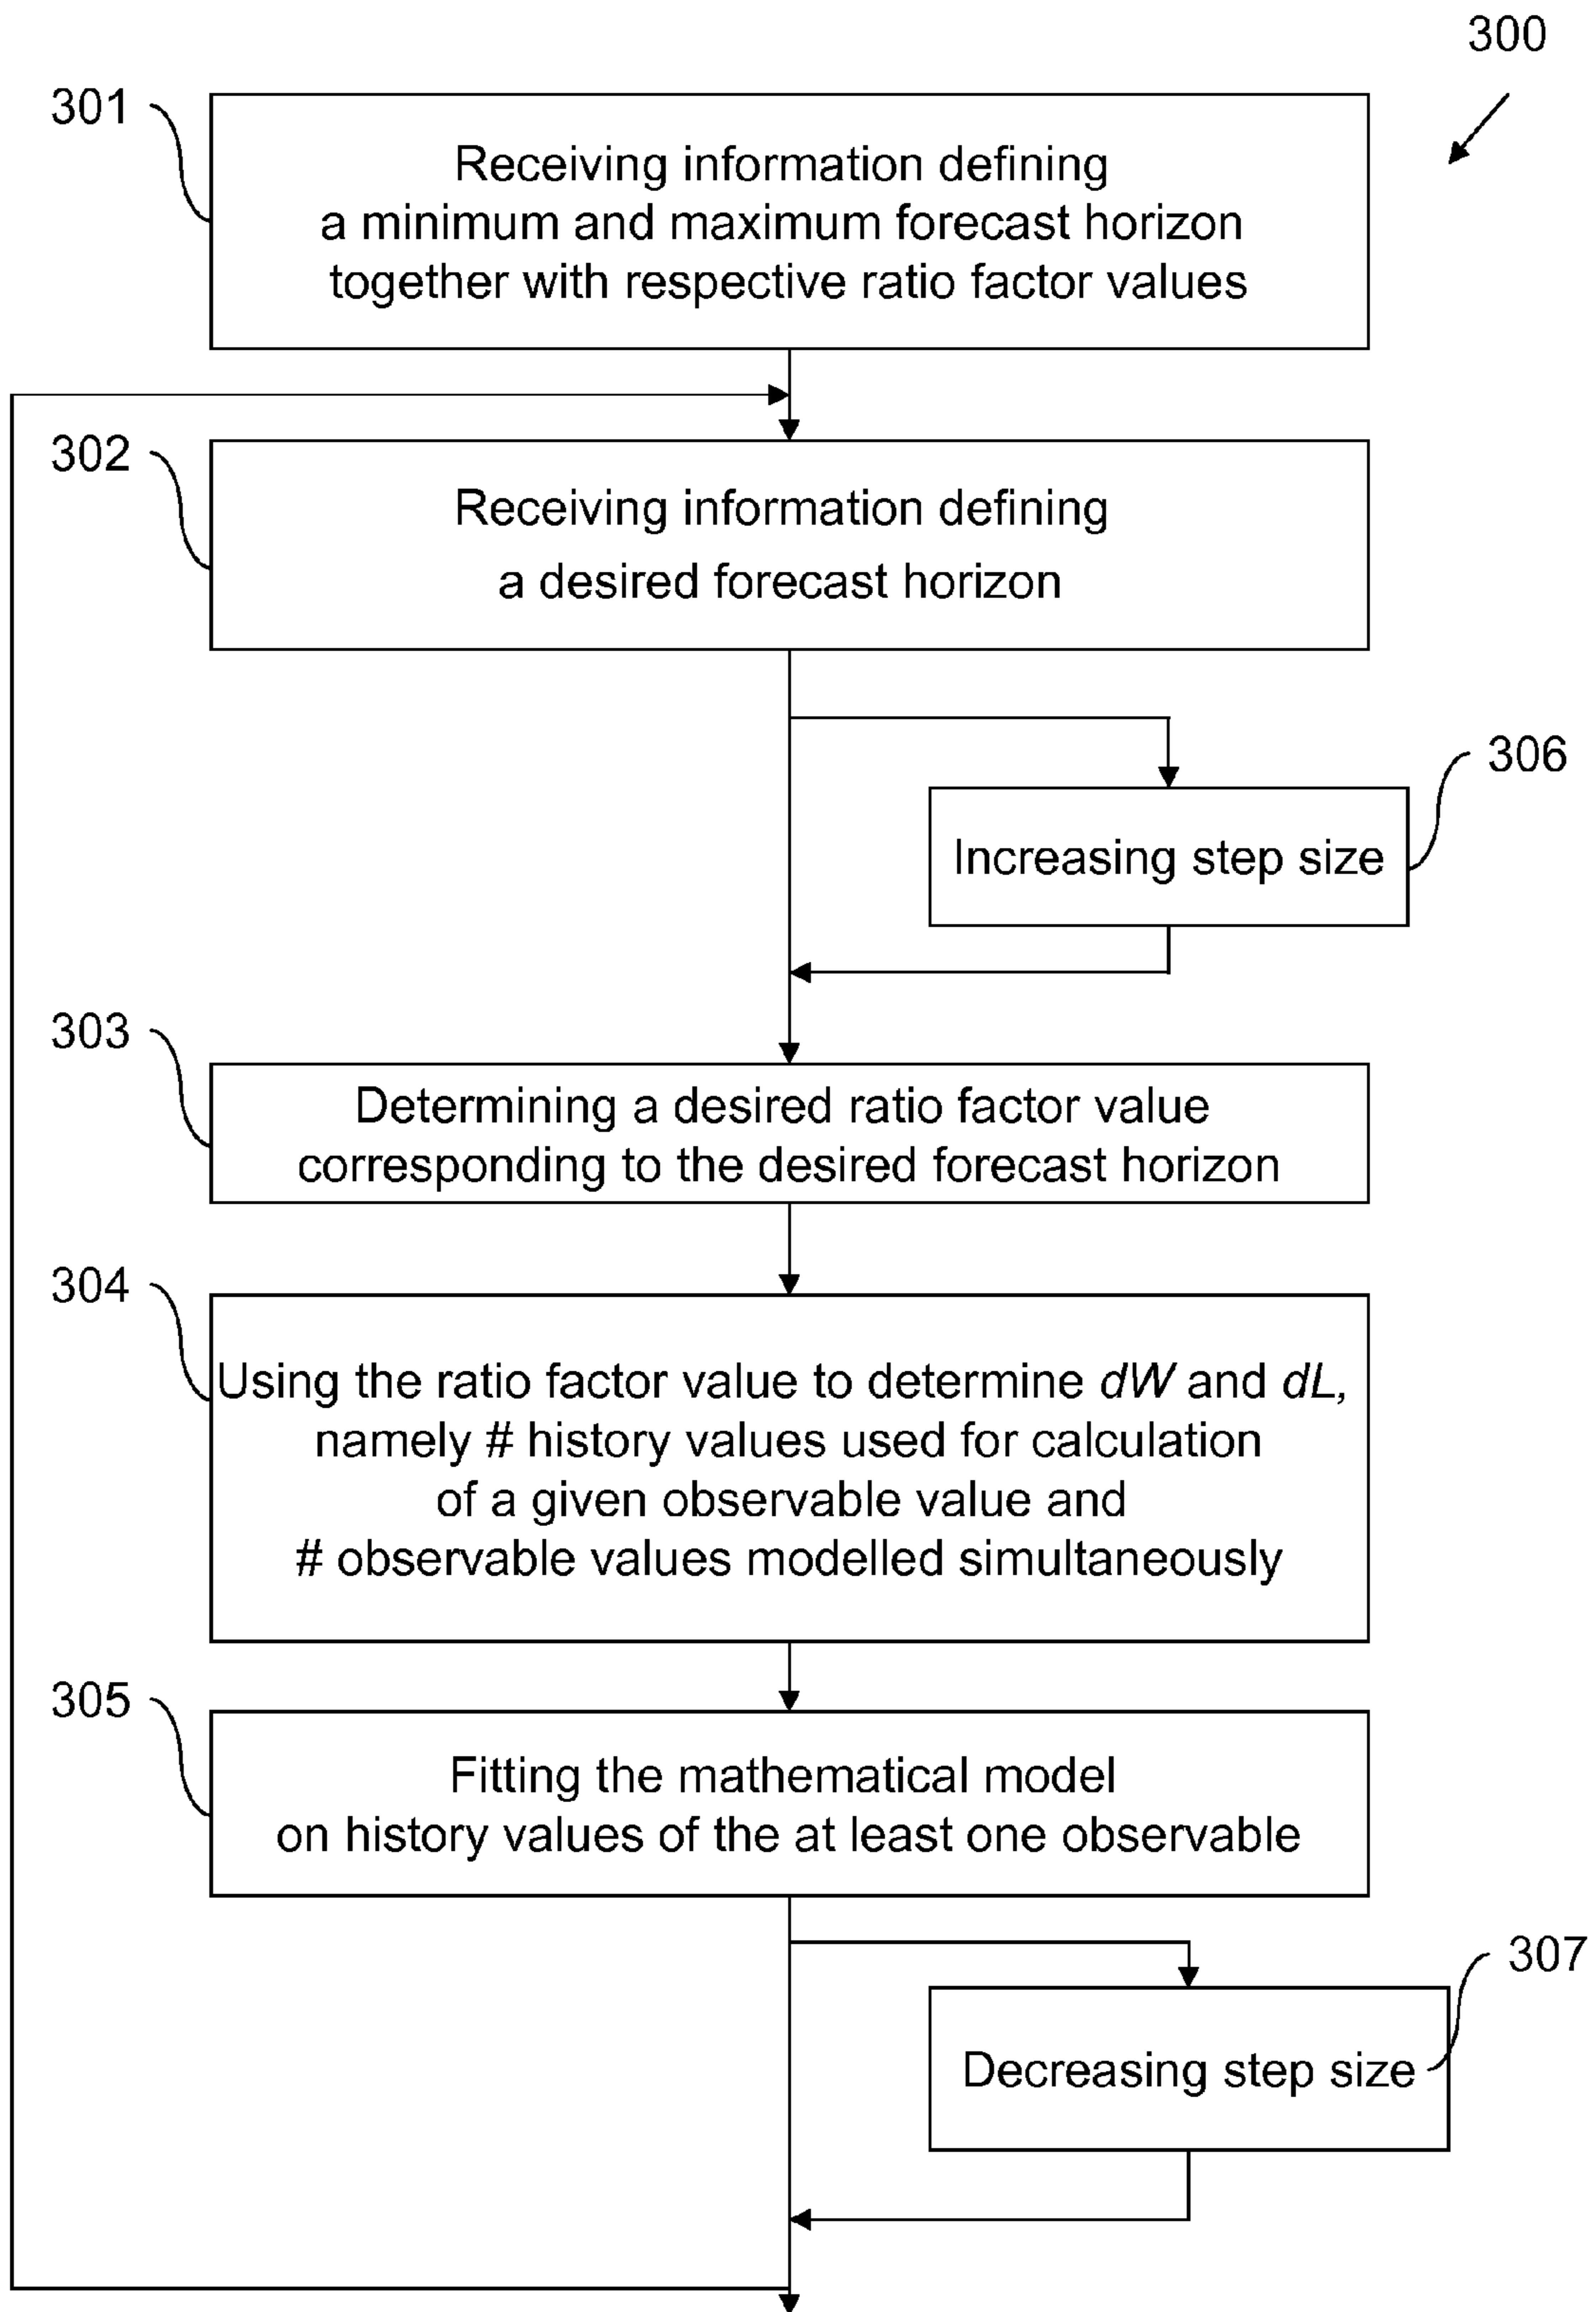 300
301
Receiving information defining
a minimum and maximum forecast horizon
together with respective ratio factor values
302
Receiving information defining
a desired forecast horizon
306
Increasing step size
303
Determining a desired ratio factor value
corresponding to the desired forecast horizon
304
Using the ratio factor value to determine dW and dL,
namely # history values used for calculation
of a given observable value and
# observable values modelled simultaneously
305
Fitting the mathematical model
on history values of the at least one observable
307
Decreasing step size